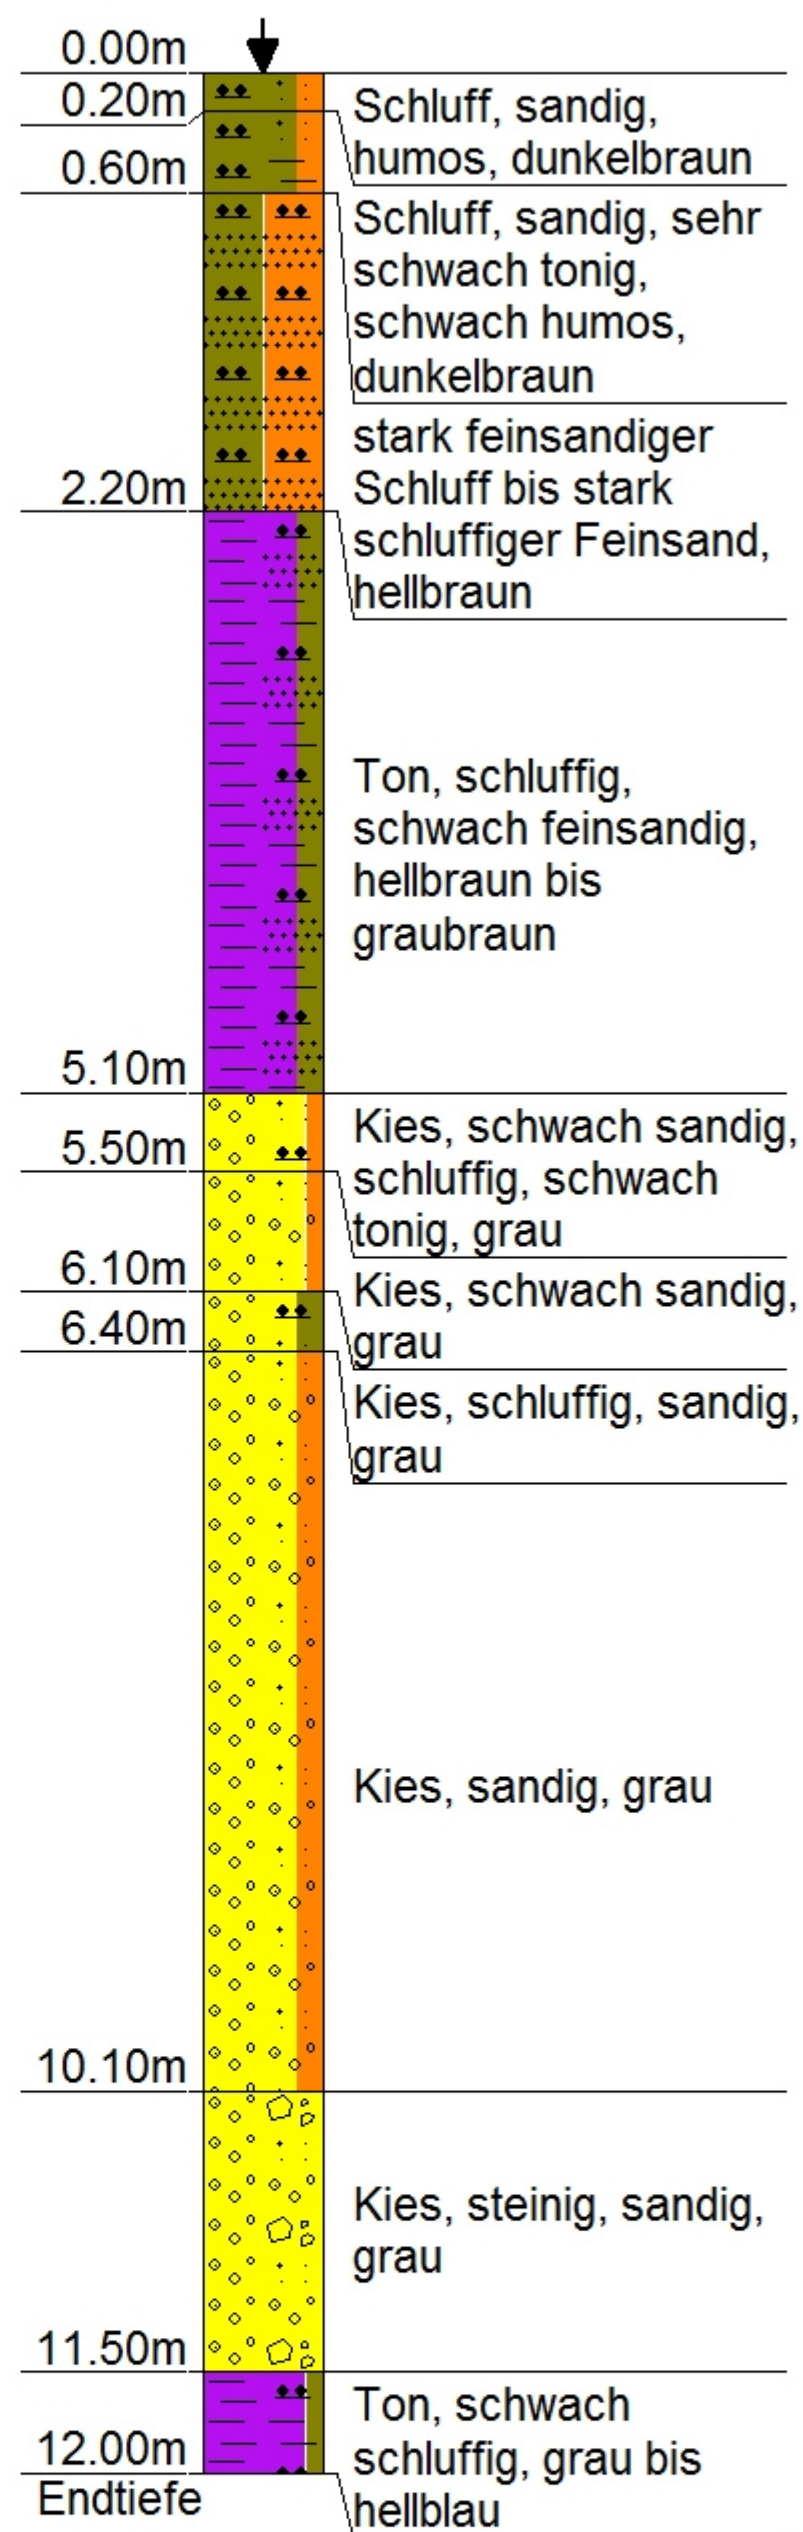 0.00m
0.20m
Schluff, sandig,
humos, dunkelbraun
0.60m
Schluff, sandig, sehr
schwach tonig,
schwach humos,
dunkelbraun
2.20m
stark feinsandiger
Schluff bis stark
schluffiger Feinsand,
hellbraun
5.10m
Ton, schluffig,
schwach feinsandig,
hellbraun bis
graubraun
5.50m
Kies, schwach sandig,
schluffig, schwach
tonig, grau
6.10m
Kies, schwach sandig,
grau
6.40m
Kies, schluffig, sandig,
grau
10.10m
Kies, sandig, grau
11.50m
Kies, steinig, sandig,
grau
12.00m
Endtiefe
Ton, schwach
schluffig, grau bis
hellblau